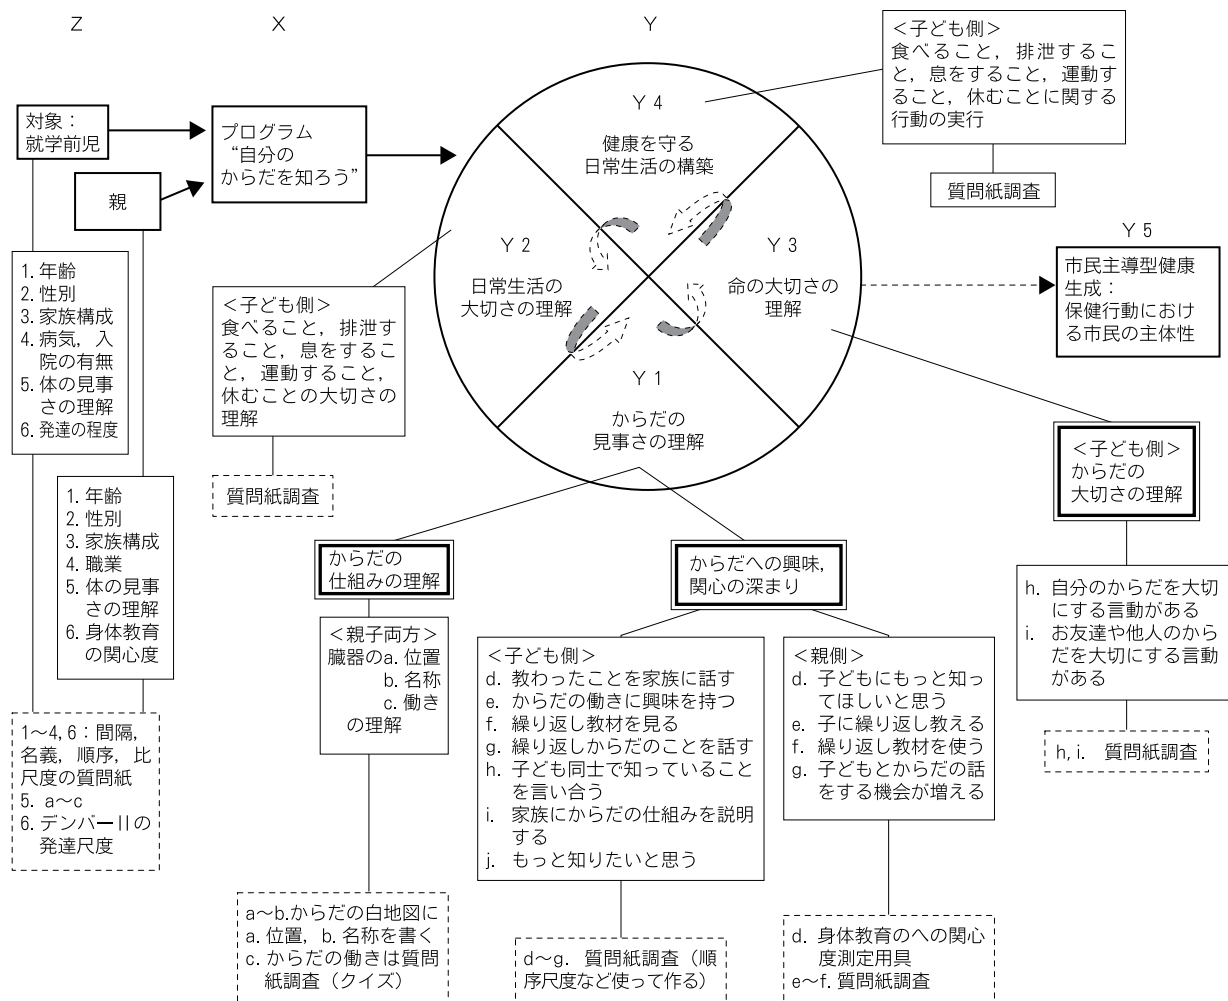 Z
X
Y
対象：
就学前児
親
1. 年齢
2. 性別
3. 家族構成
4. 病気，入
院の有無
5. 体の見事
さの理解
6. 発達の程度
1. 年齢
2. 性別
3. 家族構成
4. 職業
5. 体の見事
さの理解
6. 身体教育
の関心度
1〜4, 6：間隔，
名義，順序，比
尺度の質問紙
5. a〜c
6. デンバーⅡの
発達尺度
プログラム
“自分の
からだを知ろう”
＜子ども側＞
食べること，排泄す
ること，息をするこ
と，運動すること，
休むことの大切さの
理解
質問紙調査
Y 4
健康を守る
日常生活の構築
Y 2
日常生活の
大切さの理解
Y 3
命の大切さの
理解
Y 1
からだの
見事さの理解
＜子ども側＞
食べること，排泄するこ
と，息をすること，運動す
ること，休むことに関する
行動の実行
質問紙調査
Y 5
市民主導型健康
生成：
保健行動におけ
る市民の主体性
＜子ども側＞
からだの
大切さの理解
h. 自分のからだを大切
にする言動がある
i. お友達や他人のから
だを大切にする言動
がある
h, i. 質問紙調査
からだの
仕組みの理解
＜親子両方＞
臓器のa. 位置
b. 名称
c. 働き
の理解
a〜b.からだの白地図に
a. 位置，b. 名称を書く
c. からだの働きは質問
紙調査（クイズ）
からだへの興味，
関心の深まり
＜子ども側＞
d. 教わったことを家族に話す
e. からだの働きに興味を持つ
f. 繰り返し教材を見る
g. 繰り返しからだのことを話す
h. 子ども同士で知っていること
を言い合う
i. 家族にからだの仕組みを説明
する
j. もっと知りたいと思う
d〜g. 質問紙調査（順
序尺度など使って作る）
＜親側＞
d. 子どもにもっと知っ
てほしいと思う
e. 子に繰り返し教える
f. 繰り返し教材を使う
g. 子どもとからだの話
をする機会が増える
d. 身体教育のへの関心
度測定用具
e〜f. 質問紙調査